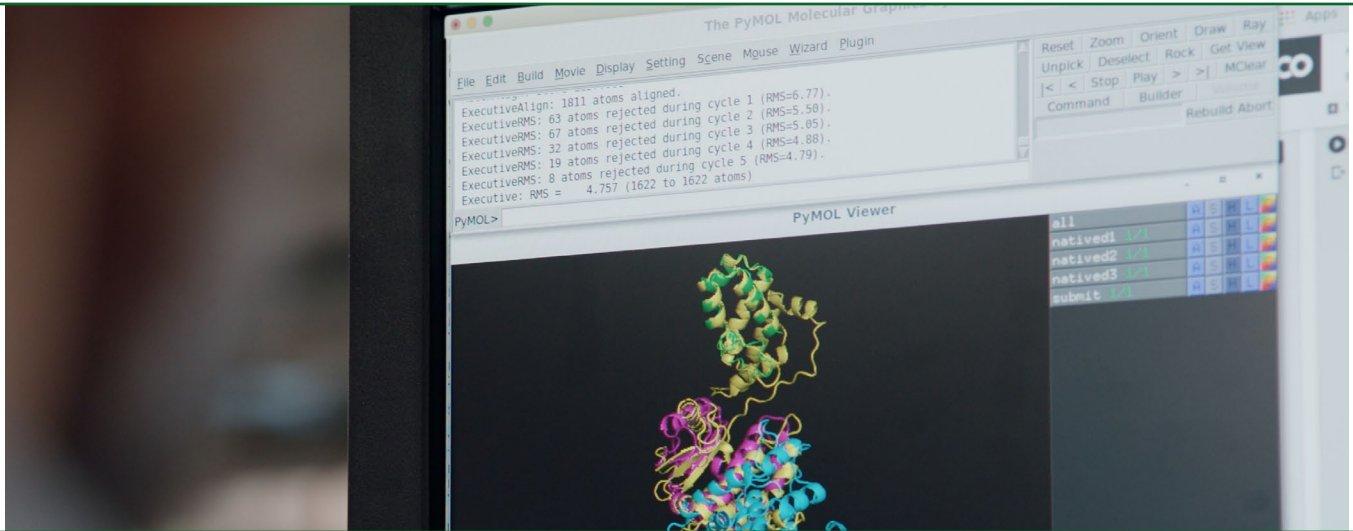 The PyMOL Molecular Graphics
File Edit Build Movie Display Setting Scene Mouse Wizard Plugin
ExecutiveAlign: 1811 atoms aligned.
ExecutiveRMS: 63 atoms rejected during cycle 1 (RMS=6.77).
ExecutiveRMS: 67 atoms rejected during cycle 2 (RMS=5.50).
ExecutiveRMS: 32 atoms rejected during cycle 3 (RMS=5.05).
ExecutiveRMS: 19 atoms rejected during cycle 4 (RMS=4.88).
ExecutiveRMS: 8 atoms rejected during cycle 5 (RMS=4.79).
Executive: RMS = 4.757 (1622 to 1622 atoms)
PyMOL>
Reset Zoom Orient Draw Ray
Unpick Deselect Rock Get View
|< < Stop Play > >| MClear
Command Builder
Rebuild Abort
Apps
CO
PyMOL Viewer
all A S H L
natived1 1/1 A S H L
natived2 1/1 A S H L
natived3 1/1 A S H L
submit 1/1 A S H L